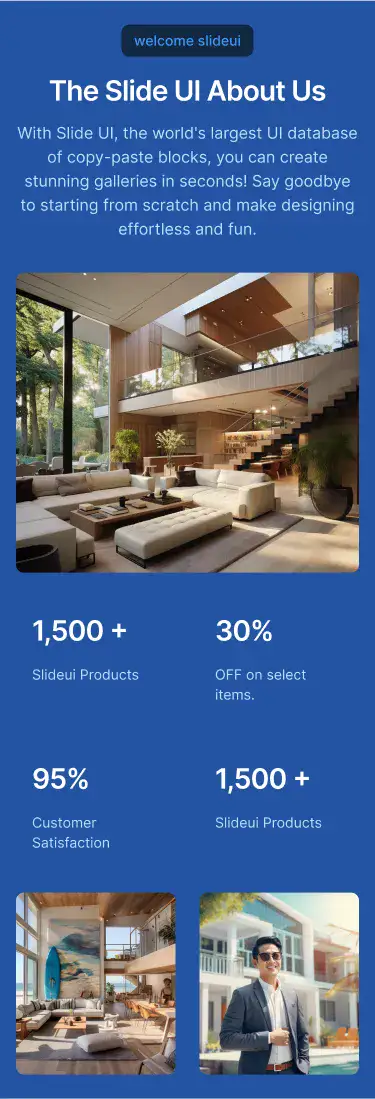 welcome slideui
The Slide UI About Us
With Slide UI, the world's largest UI database
of copy-paste blocks, you can create
stunning galleries in seconds! Say goodbye
to starting from scratch and make designing
effortless and fun.
1,500 +
30%
Slideui Products
OFF on select
items.
95%
1,500 +
Customer
Satisfaction
Slideui Products